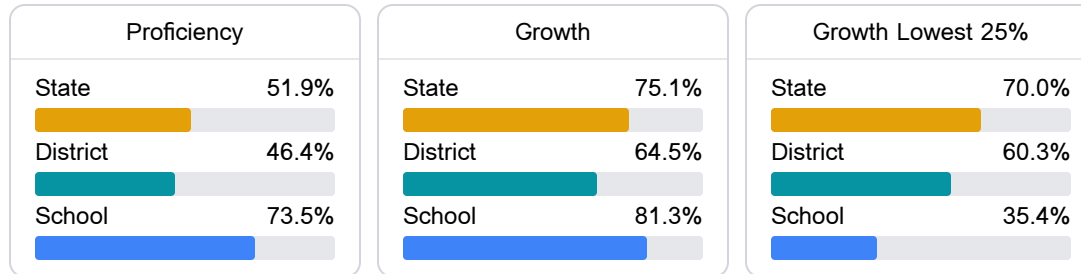 Proficiency
State 51.9%
District 46.4%
School 73.5%
Growth
State 75.1%
District 64.5%
School 81.3%
Growth Lowest 25%
State 70.0%
District 60.3%
School 35.4%